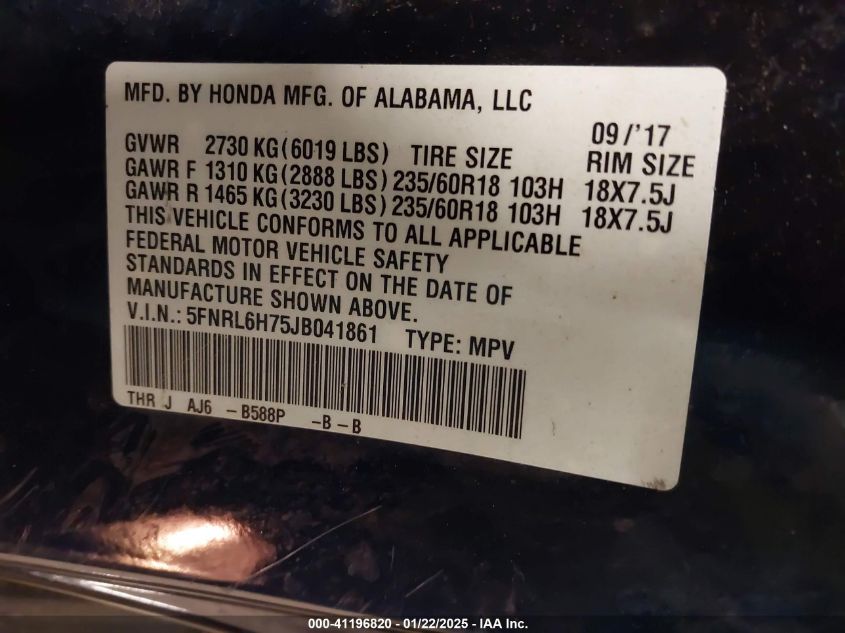 MFD. BY HONDA MFG. OF ALABAMA, LLC
09/'17
GVWR 2730 KG(6019 LBS) TIRE SIZE RIM SIZE
GAWR F 1310 KG(2888 LBS)235/60R18 103H 18X7.5J
GAWR R 1465 KG(3230 LBS)235/60R18 103H 18X7.5J
THIS VEHICLE CONFORMS TO ALL APPLICABLE
FEDERAL MOTOR VEHICLE SAFETY
STANDARDS IN EFFECT ON THE DATE OF
MANUFACTURE SHOWN ABOVE.
V.I.N.: 5FNRL6H75JB041861 TYPE: MPV
THR J AJ6 -B588P -B-B
000-41196820 - 01/22/2025 - IAA Inc.